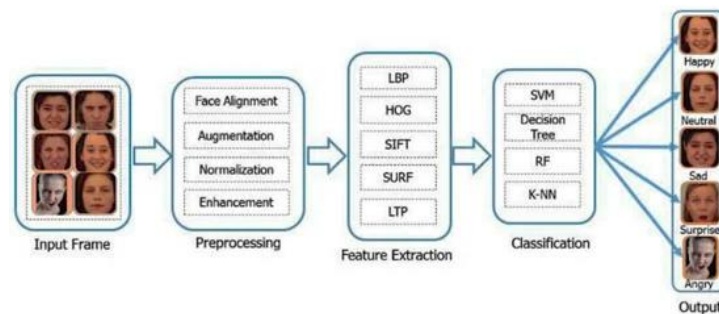 Input Frame
Face Alignment
Augmentation
Normalization
Enhancement
Preprocessing
LBP
HOG
SIFT
SURF
LTP
Feature Extraction
SVM
Decision
Tree
RF
K-NN
Classification
Happy
Neutral
Sad
Surprise
Angry
Output